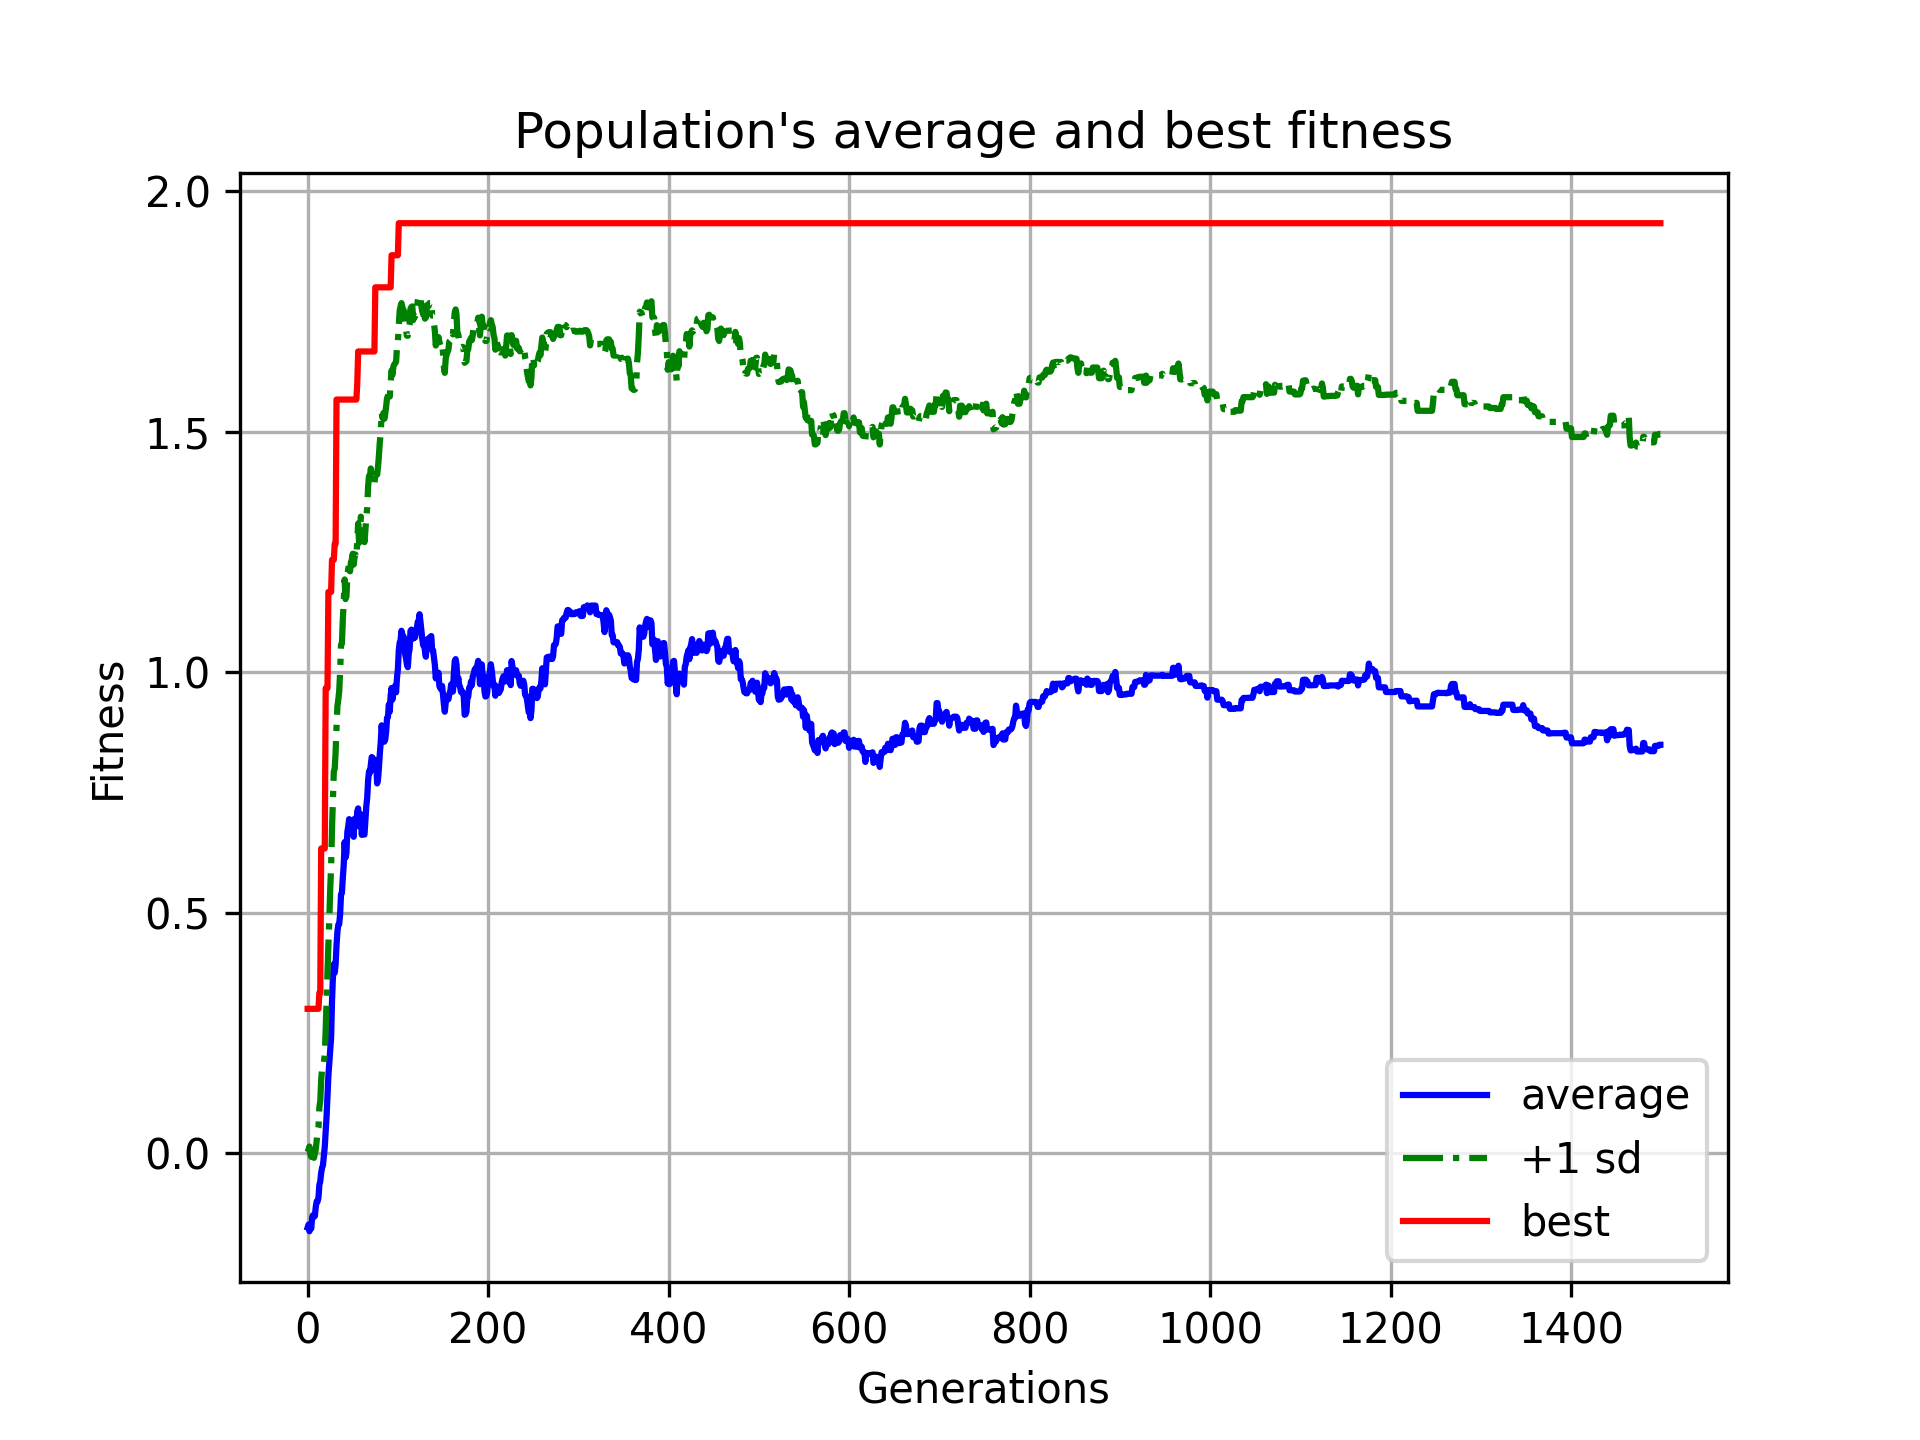 Population's average and best fitness
2.0
1.5
1.0
0.5
0.0
Fitness
0 200 400 600 800 1000 1200 1400
Generations
average
+1 sd
best